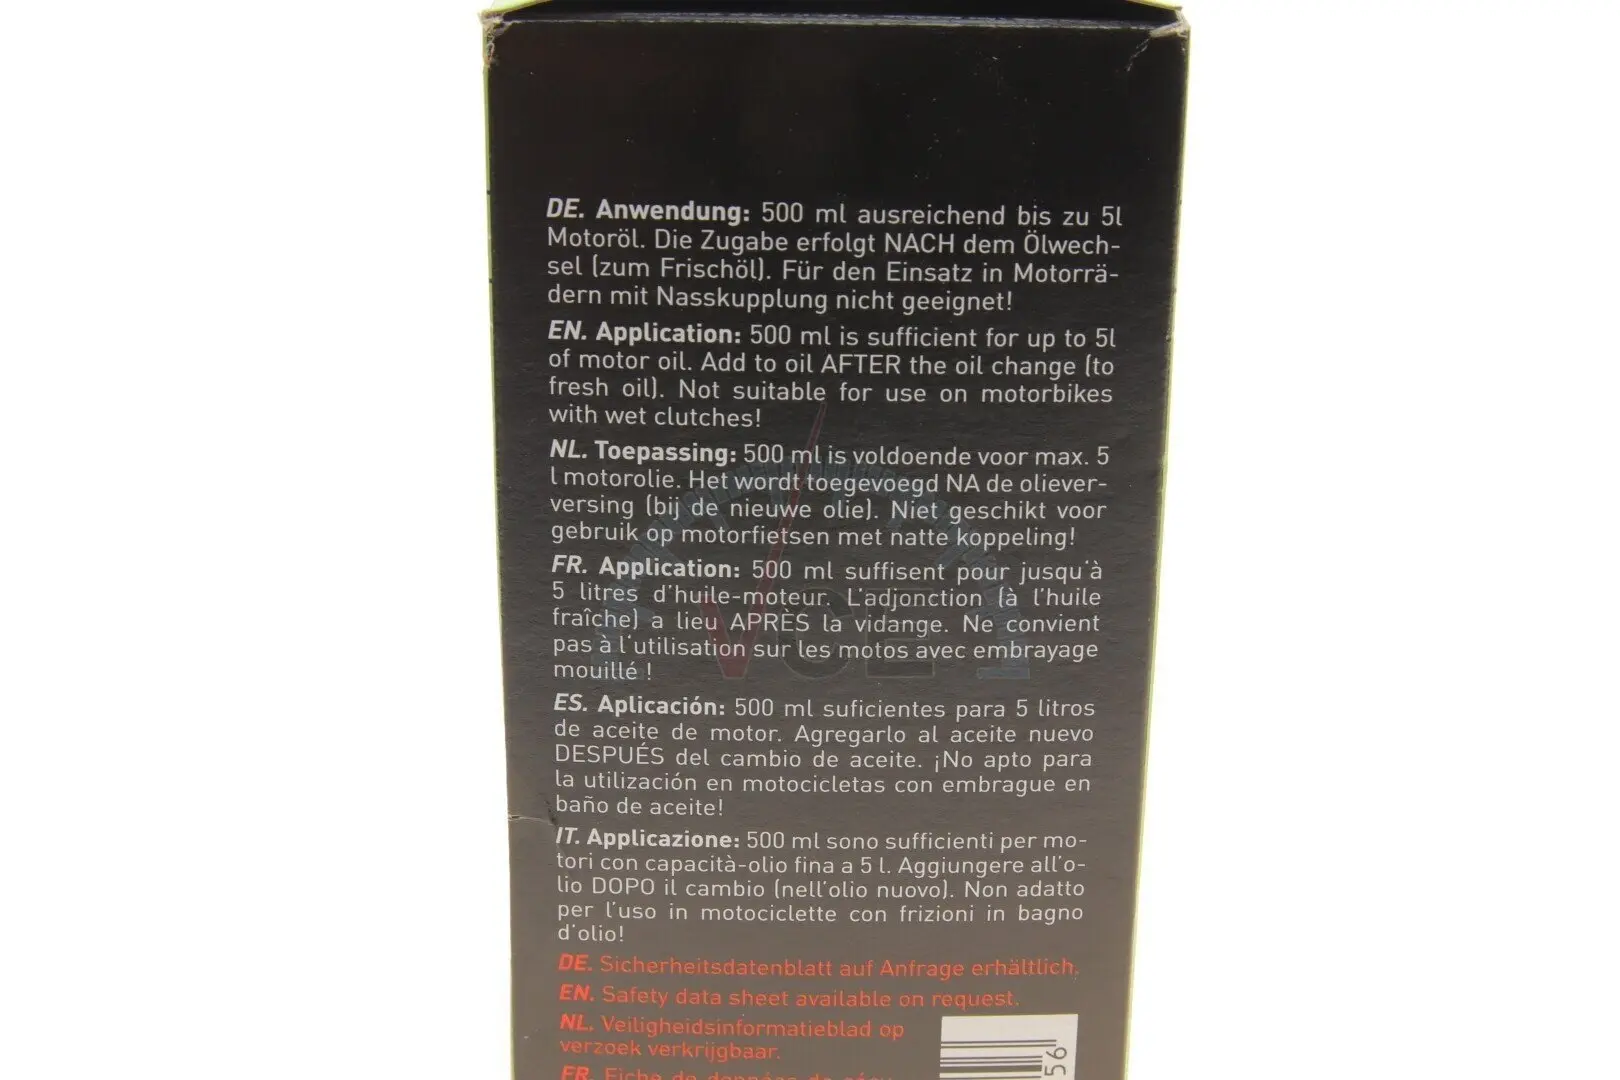 DE. Anwendung: 500 ml ausreichend bis zu 5l
Motoröl. Die Zugabe erfolgt NACH dem Ölwech-
sel (zum Frischöl). Für den Einsatz in Motorrä-
dern mit Nasskupplung nicht geeignet!
EN. Application: 500 ml is sufficient for up to 5l
of motor oil. Add to oil AFTER the oil change (to
fresh oil). Not suitable for use on motorbikes
with wet clutches!
NL. Toepassing: 500 ml is voldoende voor max. 5
l motorolie. Het wordt toegevoegd NA de oliever-
versing (bij de nieuwe olie). Niet geschikt voor
gebruik op motorfietsen met natte koppeling!
FR. Application: 500 ml suffisent pour jusqu'à
5 litres d'huile-moteur. L'adjonction (à l'huile
fraîche) a lieu APRÈS la vidange. Ne convient
pas à l'utilisation sur les motos avec embrayage
mouillé !
ES. Aplicación: 500 ml suficientes para 5 litros
de aceite de motor. Agregarlo al aceite nuevo
DESPUÉS del cambio de aceite. ¡No apto para
la utilización en motocicletas con embrague en
baño de aceite!
IT. Applicazione: 500 ml sono sufficienti per mo-
tori con capacità-olio fina a 5 l. Aggiungere all'o-
lio DOPO il cambio (nell'olio nuovo). Non adatto
per l'uso in motociclette con frizioni in bagno
d'olio!
DE. Sicherheitsdatenblatt auf Anfrage erhältlich.
EN. Safety data sheet available on request.
NL. Veiligheidsinformatieblad op
verzoek verkrijgbaar.
FR. Fiche de données de sécu-
56
VCE